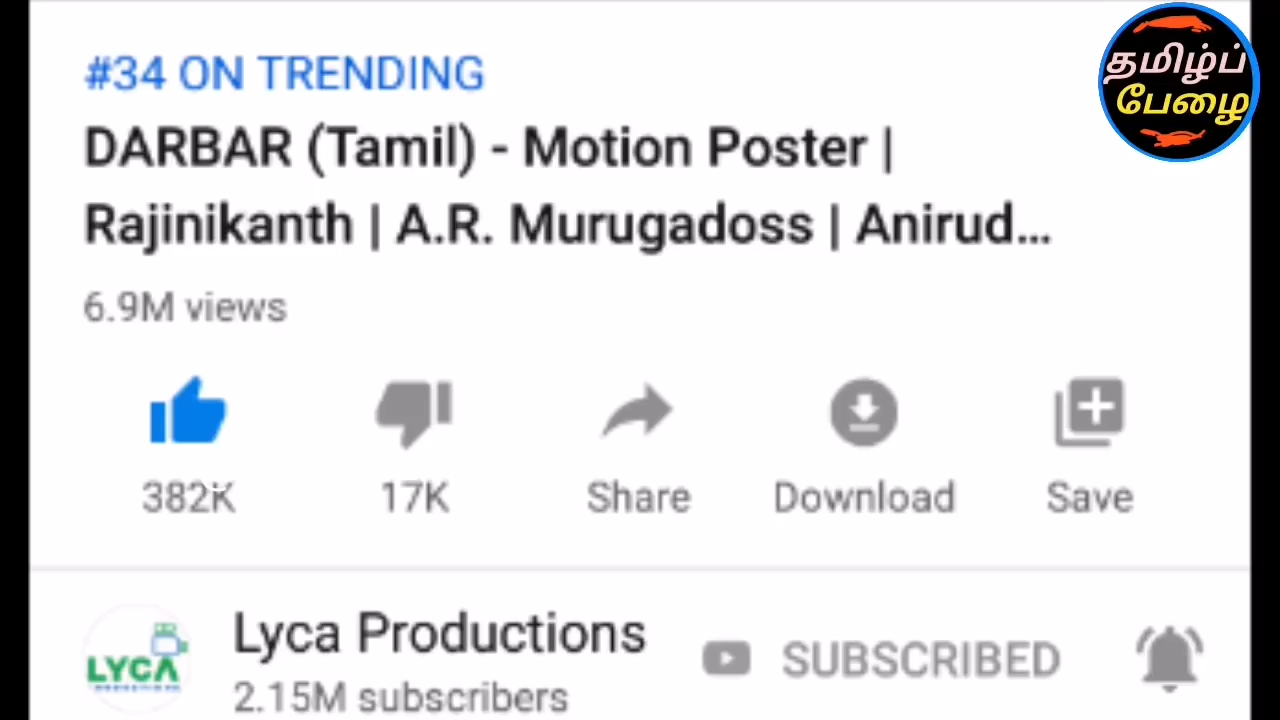 #34 ON TRENDING
DARBAR (Tamil) - Motion Poster |
Rajinikanth | A.R. Murugadoss | Anirud...
6.9M views
382K
17K
Share
Download
Save
Lyca Productions
2.15M subscribers
SUBSCRIBED
LYCA
PRODUCTIONS
தமிழ்ப்
பேழை